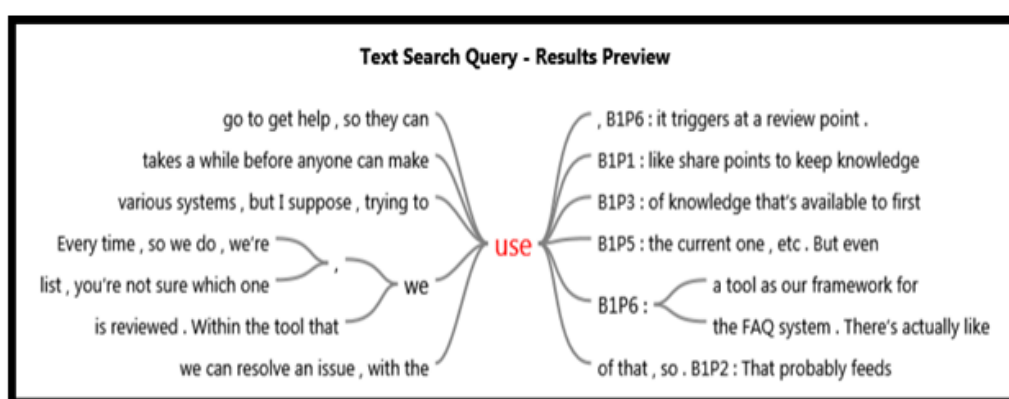 Text Search Query - Results Preview
go to get help , so they can
takes a while before anyone can make
various systems , but I suppose , trying to
Every time , so we do , we're
list , you're not sure which one
,
is reviewed . Within the tool that
we
we can resolve an issue , with the
use
, B1P6 : it triggers at a review point .
B1P1 : like share points to keep knowledge
B1P3 : of knowledge that's available to first
B1P5 : the current one , etc . But even
B1P6 :
a tool as our framework for
the FAQ system . There's actually like
of that , so . B1P2 : That probably feeds